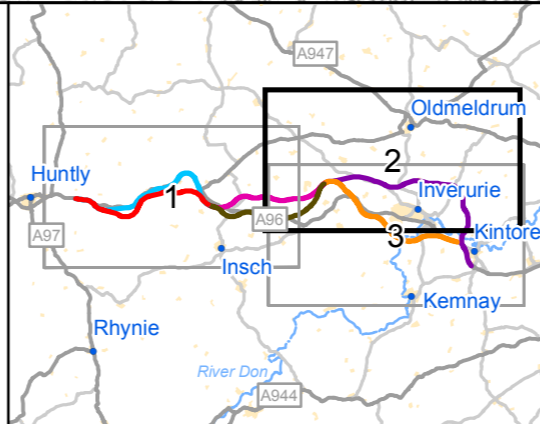 A947
Oldmeldrum
Huntly
1
2
Inverurie
A96
A97
3
Kintore
Insch
Kemnay
Rhynie
River Don
A944